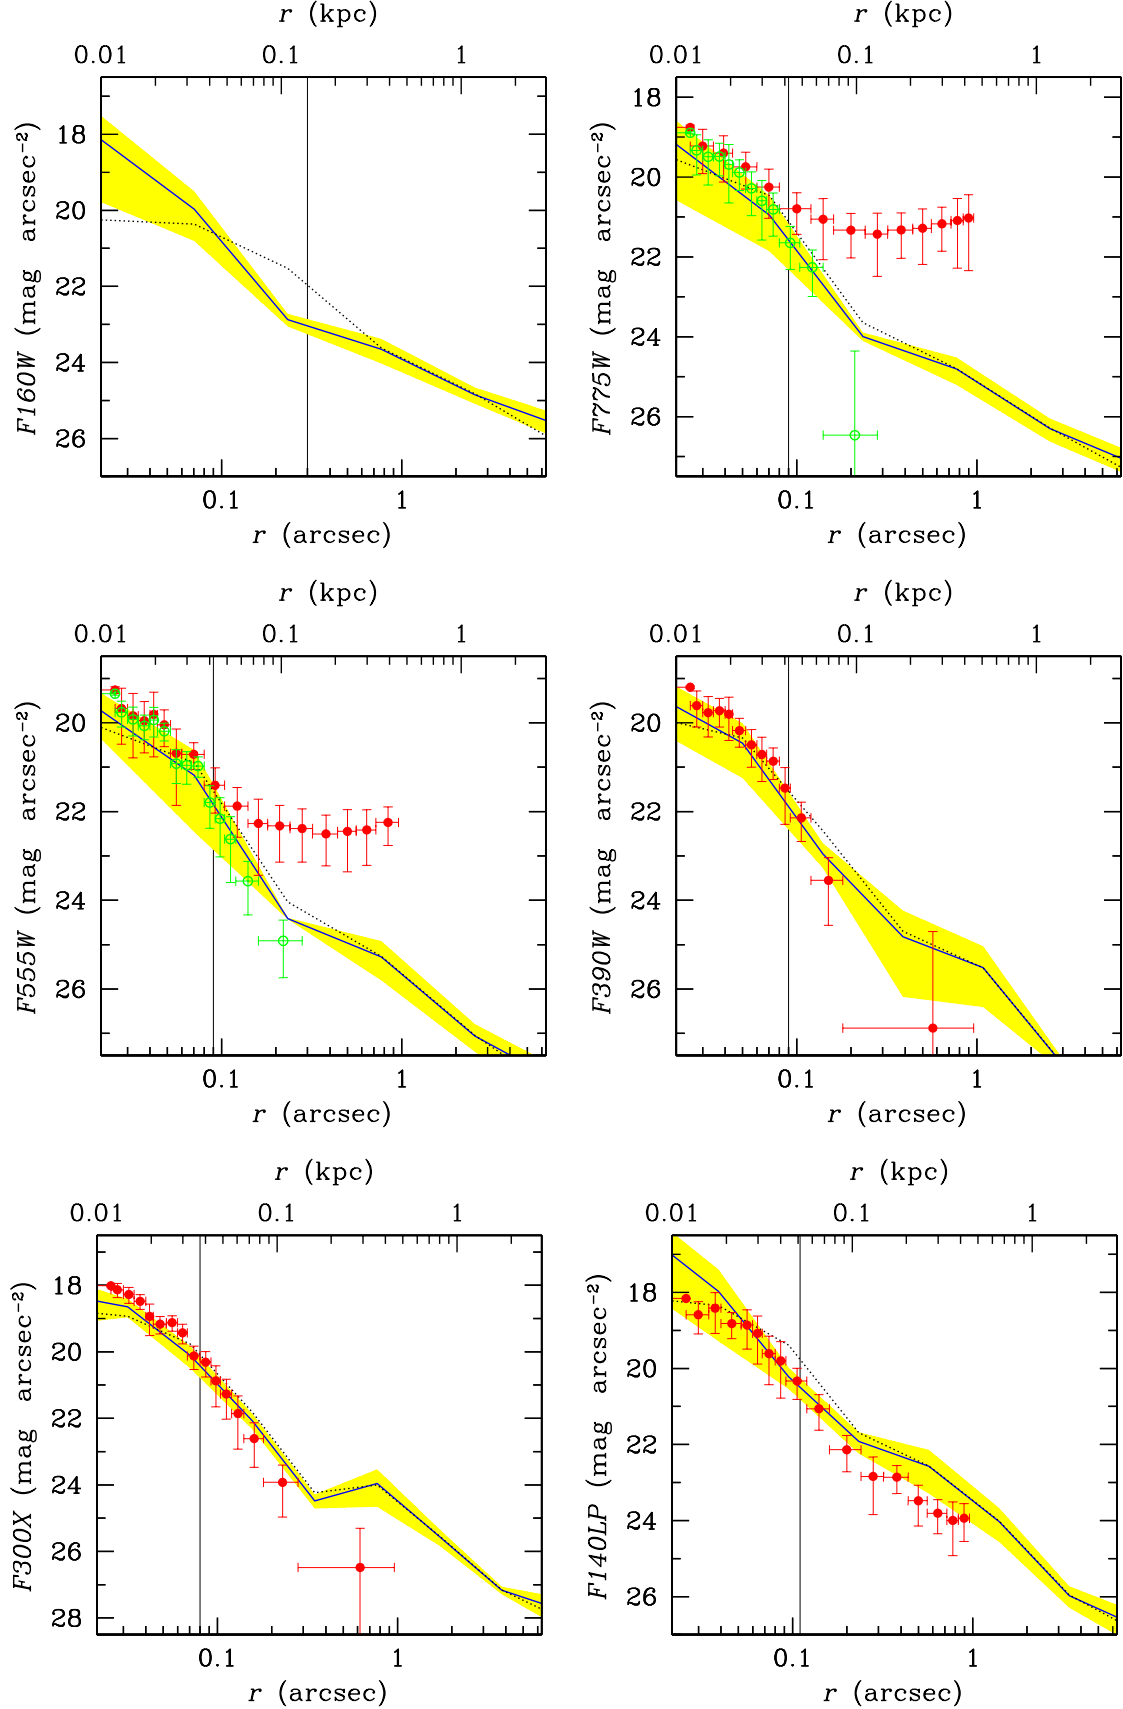 r (kpc)
0.01 0.1 1
18
20
22
24
26
F160W (mag arcsec−2)
0.1 1
r (arcsec)
r (kpc)
0.01 0.1 1
18
20
22
24
26
F775W (mag arcsec−2)
0.1 1
r (arcsec)
r (kpc)
0.01 0.1 1
20
22
24
26
F555W (mag arcsec−2)
0.1 1
r (arcsec)
r (kpc)
0.01 0.1 1
20
22
24
26
F390W (mag arcsec−2)
0.1 1
r (arcsec)
r (kpc)
0.01 0.1 1
18
20
22
24
26
28
F300X (mag arcsec−2)
0.1 1
r (arcsec)
r (kpc)
0.01 0.1 1
18
20
22
24
26
F140LP (mag arcsec−2)
0.1 1
r (arcsec)